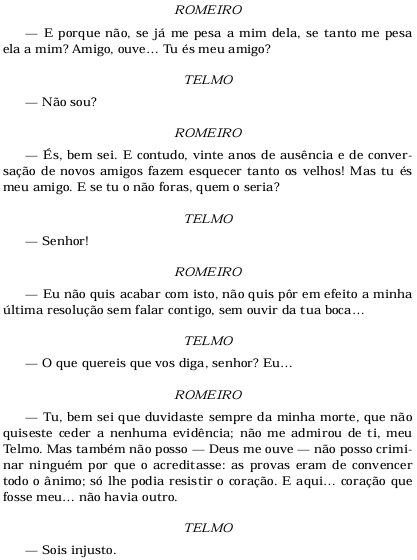 ROMEIRO
— E porque não, se já me pesa a mim dela, se tanto me pesa
ela a mim? Amigo, ouve... Tu és meu amigo?
TELMO
— Não sou?
ROMEIRO
— És, bem sei. E contudo, vinte anos de ausência e de conver-
sação de novos amigos fazem esquecer tanto os velhos! Mas tu és
meu amigo. E se tu o não foras, quem o seria?
TELMO
— Senhor!
ROMEIRO
— Eu não quis acabar com isto, não quis pôr em efeito a minha
última resolução sem falar contigo, sem ouvir da tua boca...
TELMO
— O que quereis que vos diga, senhor? Eu...
ROMEIRO
— Tu, bem sei que duvidaste sempre da minha morte, que não
quiseste ceder a nenhuma evidência; não me admirou de ti, meu
Telmo. Mas também não posso — Deus me ouve — não posso crimi-
nar ninguém por que o acreditasse: as provas eram de convencer
todo o ânimo; só lhe podia resistir o coração. E aqui... coração que
fosse meu... não havia outro.
TELMO
— Sois injusto.